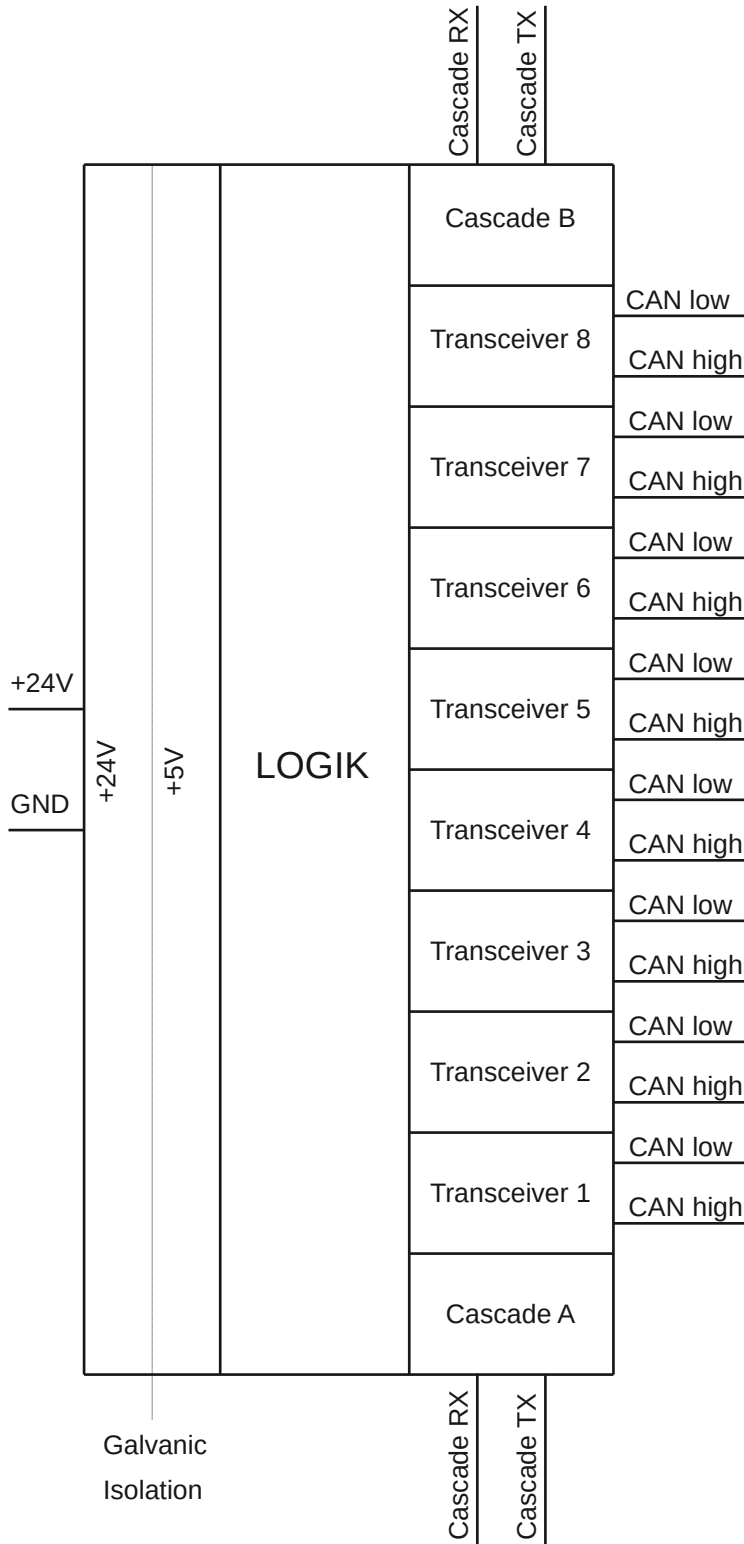 Cascade RX
Cascade TX
Cascade B
CAN low
Transceiver 8
CAN high
CAN low
Transceiver 7
CAN high
CAN low
Transceiver 6
CAN high
CAN low
+24V
Transceiver 5
CAN high
+24V
+5V
LOGIK
CAN low
GND
Transceiver 4
CAN high
CAN low
Transceiver 3
CAN high
CAN low
Transceiver 2
CAN high
CAN low
Transceiver 1
CAN high
Cascade A
Cascade RX
Cascade TX
Galvanic
Isolation